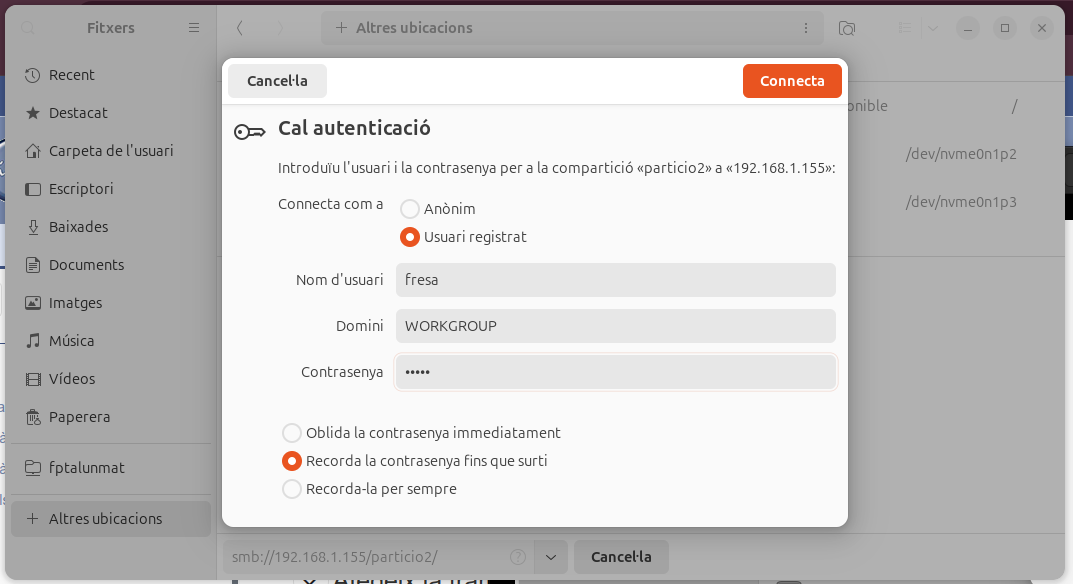 Fitxers
Altres ubicacions
Recent
Destacat
Carpeta de l'usuari
Escriptori
Baixades
Documents
Imatges
Música
Vídeos
Paperera
fptalunmat
Altres ubicacions
/
/dev/nvme0n1p2
/dev/nvme0n1p3
Cancel·la
Connecta
Cal autenticació
Introduïu l'usuari i la contrasenya per a la compartició «particio2» a «192.168.1.155»:
Connecta com a
Anònim
Usuari registrat
Nom d'usuari
fresa
Domini
WORKGROUP
Contrasenya
•••••
Oblida la contrasenya immediatament
Recorda la contrasenya fins que surti
Recorda-la per sempre
smb://192.168.1.155/particio2/
Cancel·la